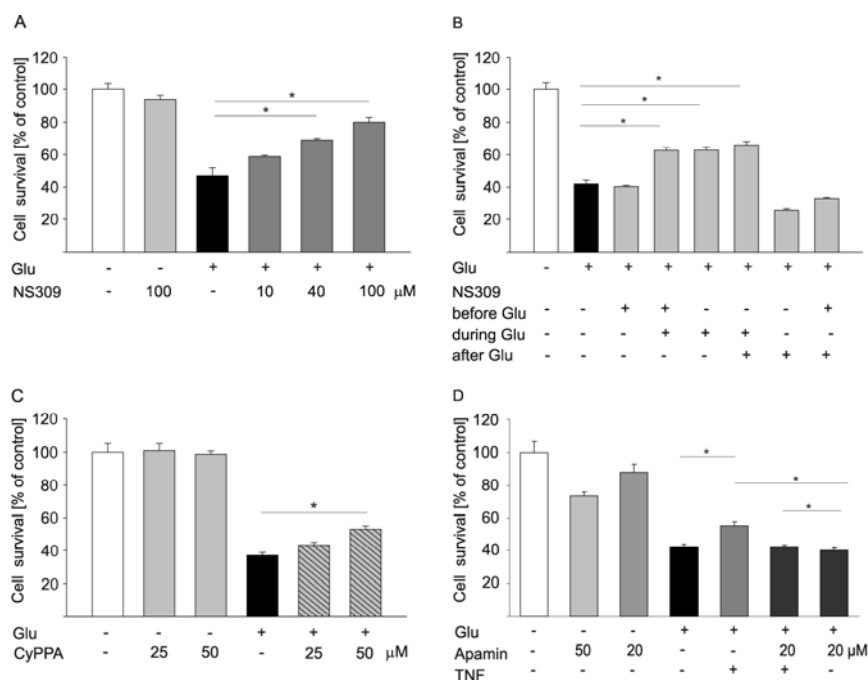 A
Cell survival [% of control]
120
100
80
60
40
20
*
*
Glu - - + + + +
NS309 - 100 - 10 40 100 μM
B
Cell survival [% of control]
120
100
80
60
40
20
*
*
*
Glu - + + + + + + +
NS309
before Glu - - + + - - - +
during Glu - - - + + + - -
after Glu - - - - - + + +
C
Cell survival [% of control]
120
100
80
60
40
20
*
Glu - - - + + +
CyPPA - 25 50 - 25 50 μM
D
Cell survival [% of control]
120
100
80
60
40
20
*
*
*
Glu - - - + + + +
Apamin - 50 20 - - 20 20 μM
TNF - - - - + + -